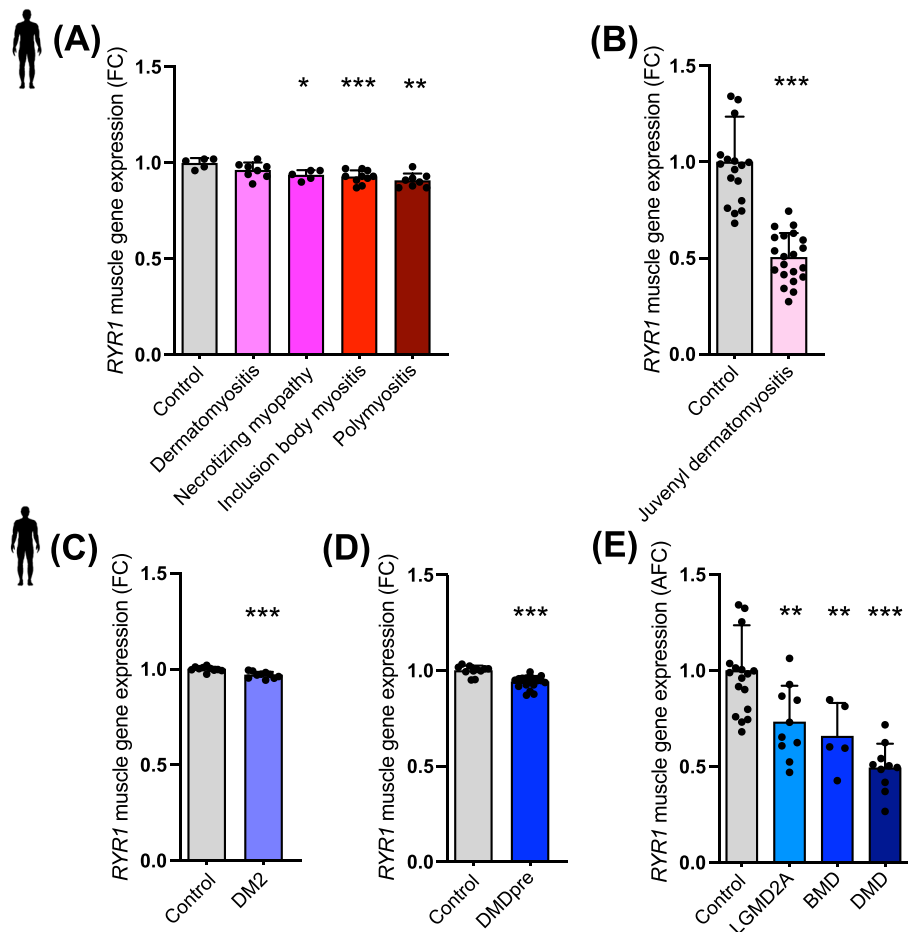 (A)
RYR1 muscle gene expression (FC)
1.5
1.0
0.5
0.0
*
***
**
Control
Dermatomyositis
Necrotizing myopathy
Inclusion body myositis
Polymyositis
(B)
RYR1 muscle gene expression (FC)
1.5
1.0
0.5
0.0
***
Control
Juvenyl dermatomyositis
(C)
RYR1 muscle gene expression (FC)
1.5
1.0
0.5
0.0
***
Control
DM2
(D)
RYR1 muscle gene expression (FC)
1.5
1.0
0.5
0.0
***
Control
DMDpre
(E)
RYR1 muscle gene expression (AFC)
1.5
1.0
0.5
0.0
**
**
***
Control
LGMD2A
BMD
DMD